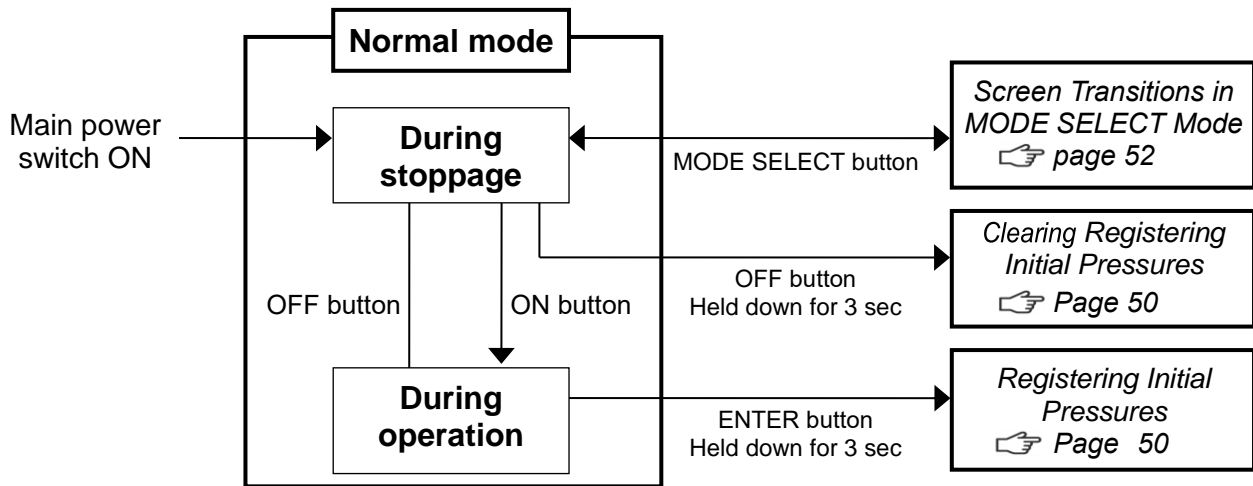 Normal mode
Main power
switch ON
During
stoppage
MODE SELECT button
Screen Transitions in
MODE SELECT Mode
page 52
OFF button
ON button
OFF button
Held down for 3 sec
Clearing Registering
Initial Pressures
Page 50
During
operation
ENTER button
Held down for 3 sec
Registering Initial
Pressures
Page 50